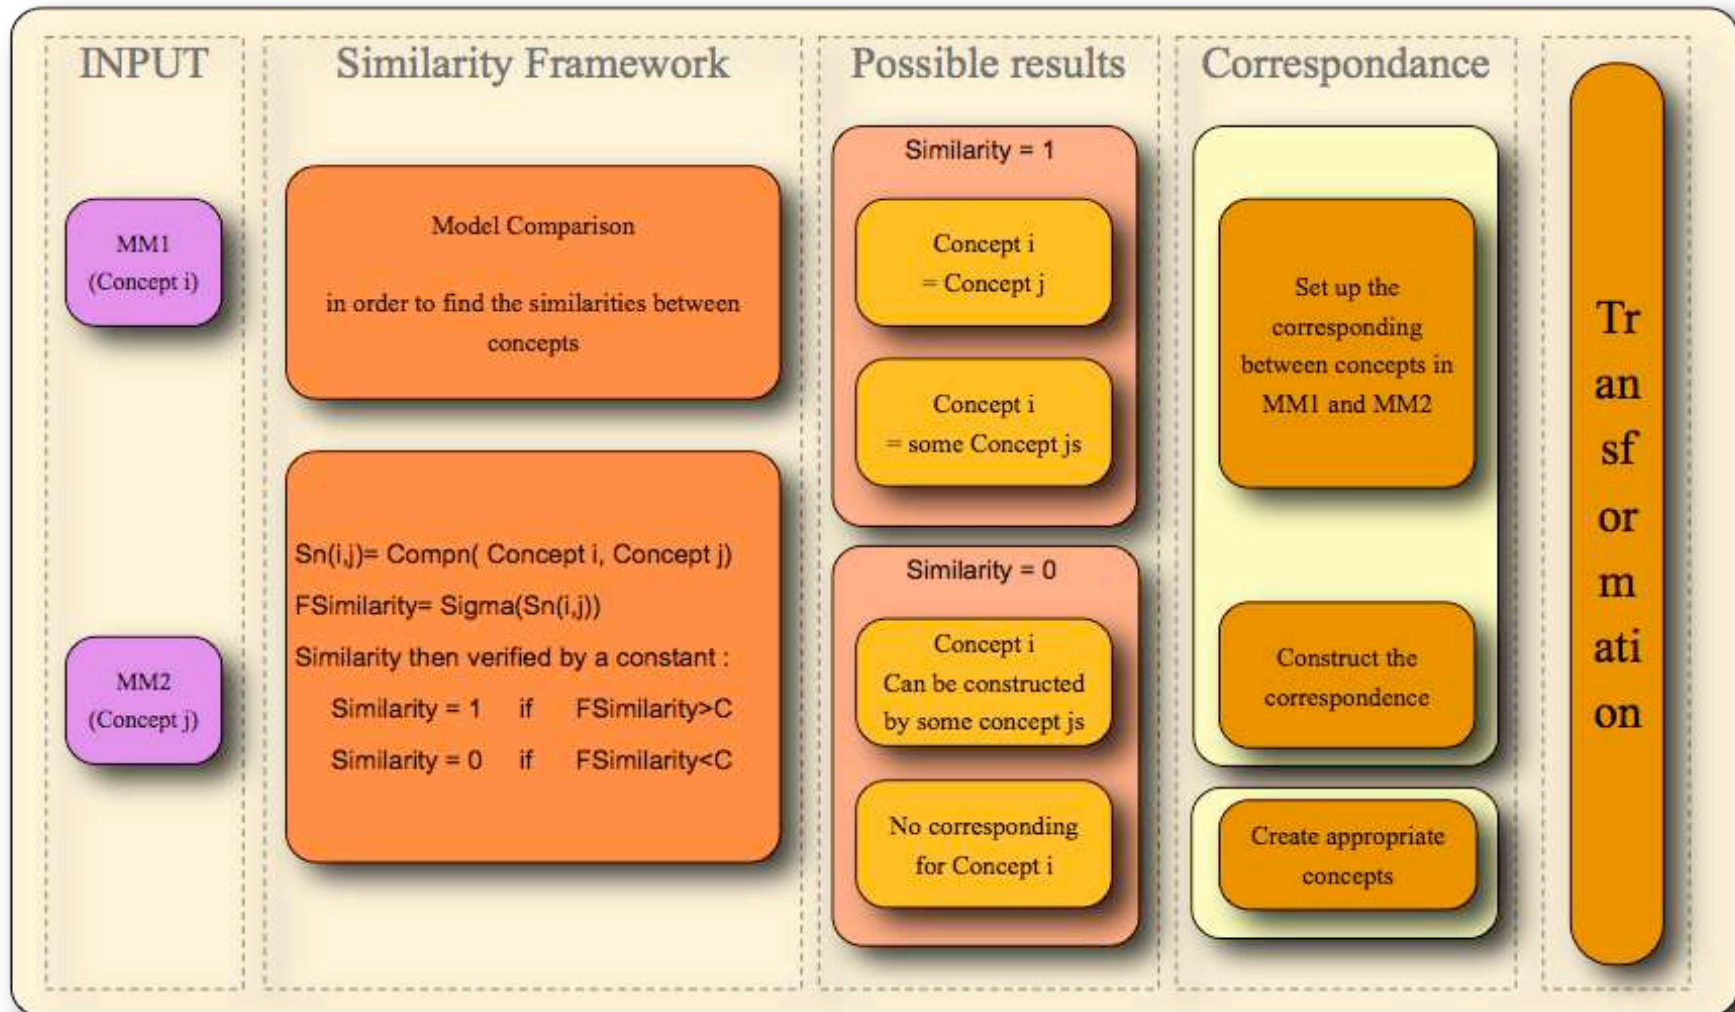 INPUT
MM1
(Concept i)
MM2
(Concept j)
Similarity Framework
Model Comparison
in order to find the similarities between
concepts
Sn(i,j)= Compn( Concept i, Concept j)
FSimilarity= Sigma(Sn(i,j))
Similarity then verified by a constant :
Similarity = 1 if FSimilarity>C
Similarity = 0 if FSimilarity<C
Possible results
Similarity = 1
Concept i
= Concept j
Concept i
= some Concept js
Similarity = 0
Concept i
Can be constructed
by some concept js
No corresponding
for Concept i
Correspondance
Set up the
corresponding
between concepts in
MM1 and MM2
Construct the
correspondence
Create appropriate
concepts
Tr
an
sf
or
m
ati
on